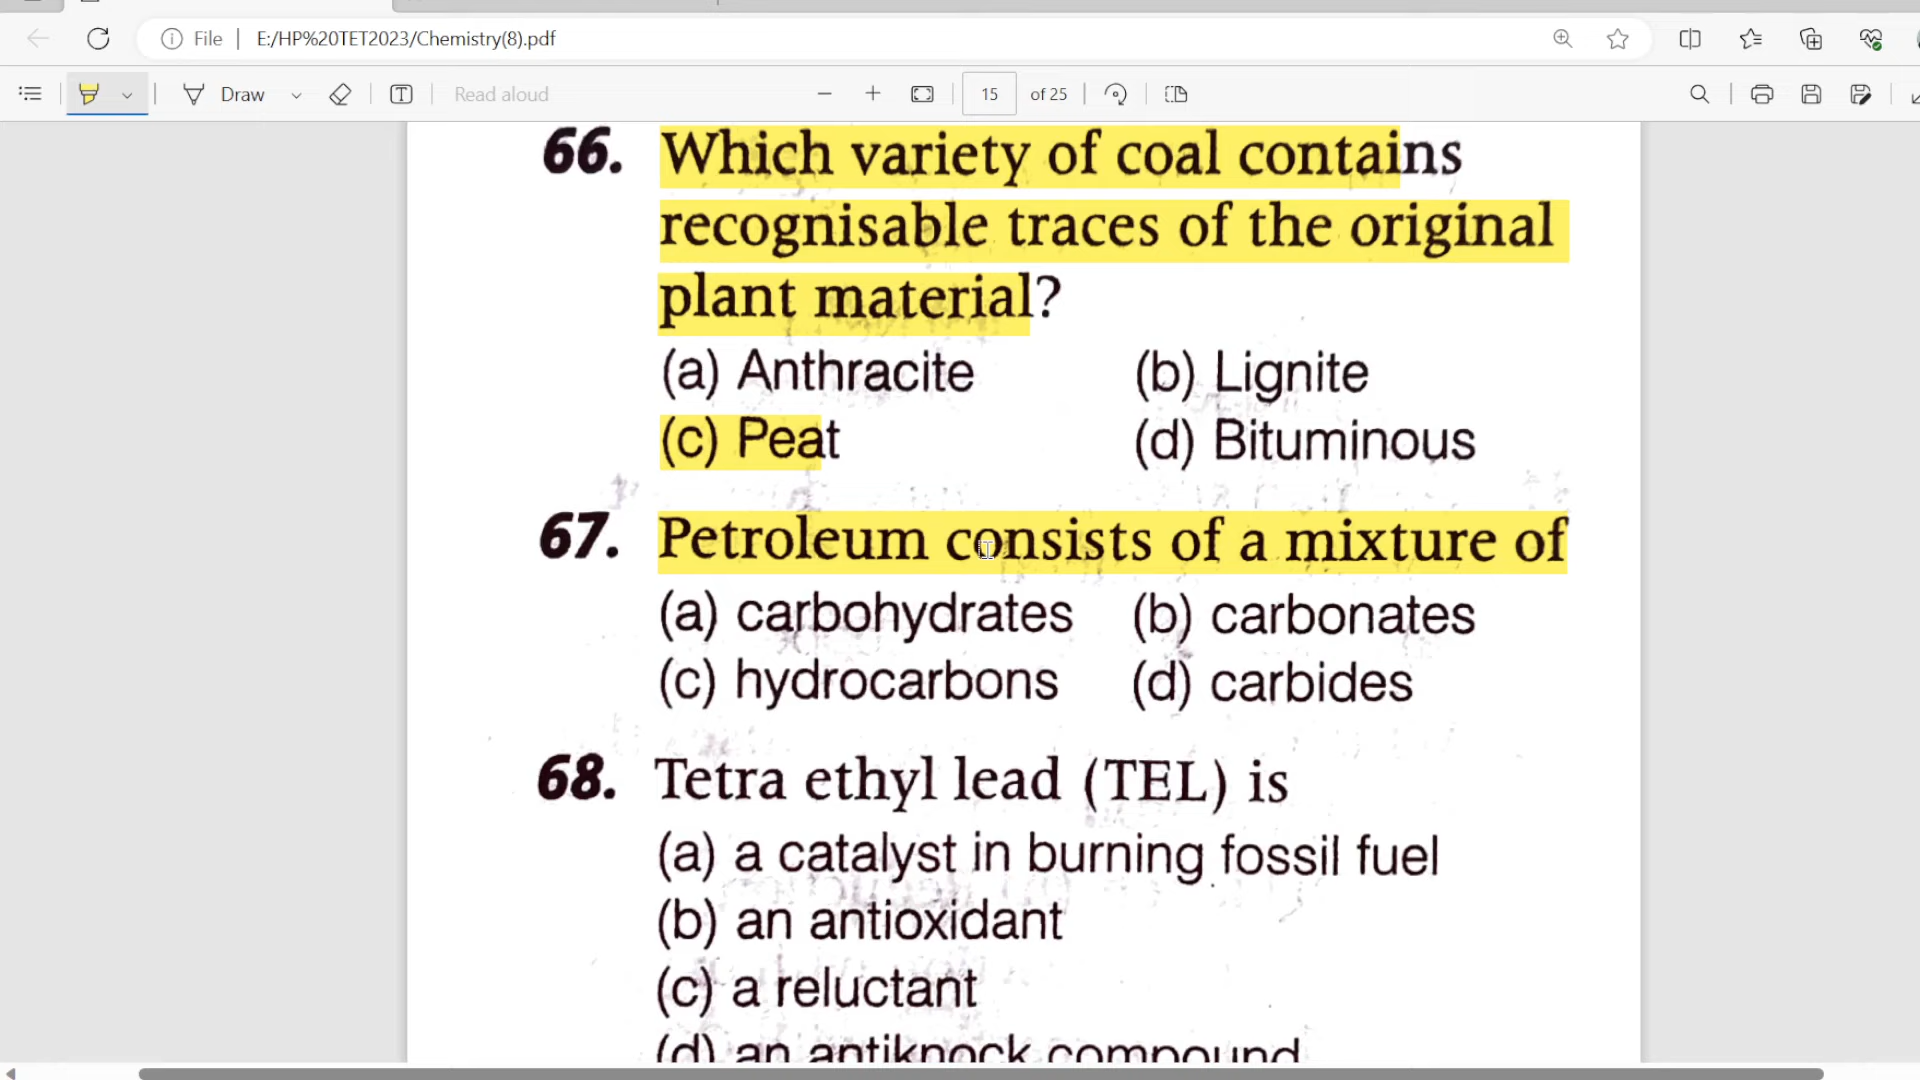 File | E:/HP%20TET2023/Chemistry(8).pdf
Draw Read aloud 15 of 25
66. Which variety of coal contains
recognisable traces of the original
plant material?
(a) Anthracite (b) Lignite
(c) Peat (d) Bituminous
67. Petroleum consists of a mixture of
(a) carbohydrates (b) carbonates
(c) hydrocarbons (d) carbides
68. Tetra ethyl lead (TEL) is
(a) a catalyst in burning fossil fuel
(b) an antioxidant
(c) a reluctant
(d) an antiknock compound